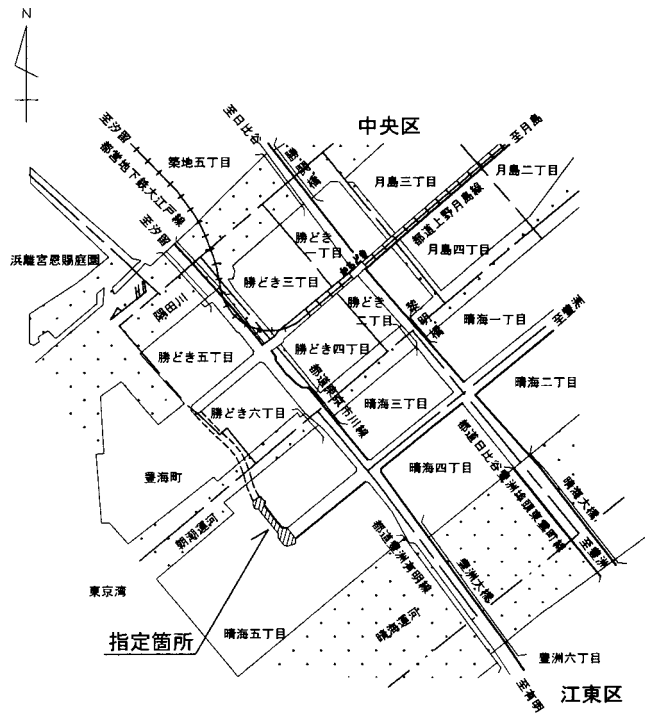 N
中央区
至汐留
都営地下鉄大江戸線
築地五丁目
至日比谷
勝鬨橋
月島三丁目
至月島
月島二丁目
至汐留
都道上野月島線
浜離宮恩賜庭園
勝どき
一丁目
かちどき
月島四丁目
隅田川
勝どき三丁目
勝どき
二丁目
黎明橋
晴海一丁目
至豊洲
勝どき五丁目
勝どき四丁目
晴海二丁目
勝どき六丁目
都道東京市川線
晴海三丁目
豊海町
晴海四丁目
都道日比谷豊洲埠頭東雲町線
晴海大橋
朝潮運河
至豊洲
東京湾
都道豊洲有明線
豊洲大橋
指定箇所
晴海五丁目
晴海運河
豊洲六丁目
至有明
江東区